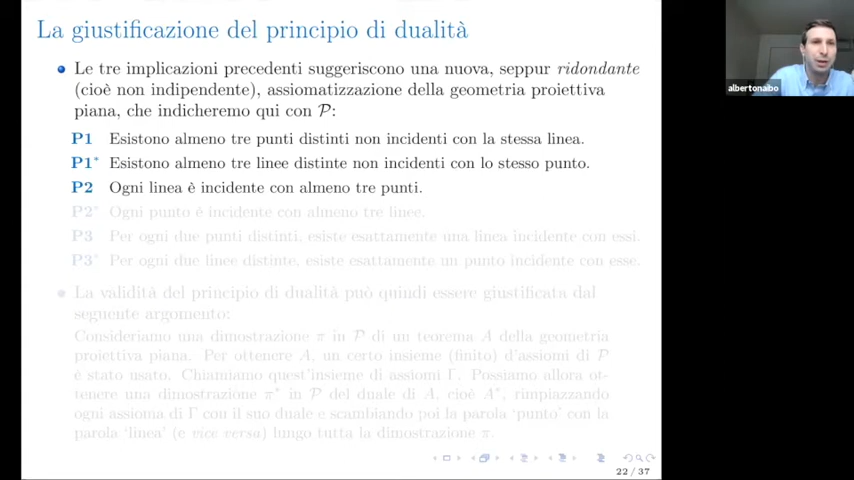 La giustificazione del principio di dualità
Le tre implicazioni precedenti suggeriscono una nuova, seppur ridondante
(cioè non indipendente), assiomatizzazione della geometria proiettiva
piana, che indicheremo qui con 𝒫:
P1 Esistono almeno tre punti distinti non incidenti con la stessa linea.
P1* Esistono almeno tre linee distinte non incidenti con lo stesso punto.
P2 Ogni linea è incidente con almeno tre punti.
P2* Ogni punto è incidente con almeno tre linee.
P3 Per ogni due punti distinti, esiste esattamente una linea incidente con essi.
P3* Per ogni due linee distinte, esiste esattamente un punto incidente con esse.
La validità del principio di dualità può quindi essere giustificata dal
seguente argomento:
Consideriamo una dimostrazione π in 𝒫 di un teorema A della geometria
proiettiva piana. Per ottenere A, un certo insieme (finito) d'assiomi di 𝒫
è stato usato. Chiamiamo quest'insieme di assiomi Γ. Possiamo allora ot-
tenere una dimostrazione π* in 𝒫 del duale di A, cioè A*, rimpiazzando
ogni assioma di Γ con il suo duale e scambiando poi la parola 'punto' con la
parola 'linea' (e vice versa) lungo tutta la dimostrazione π.
22 / 37
albertonaibo